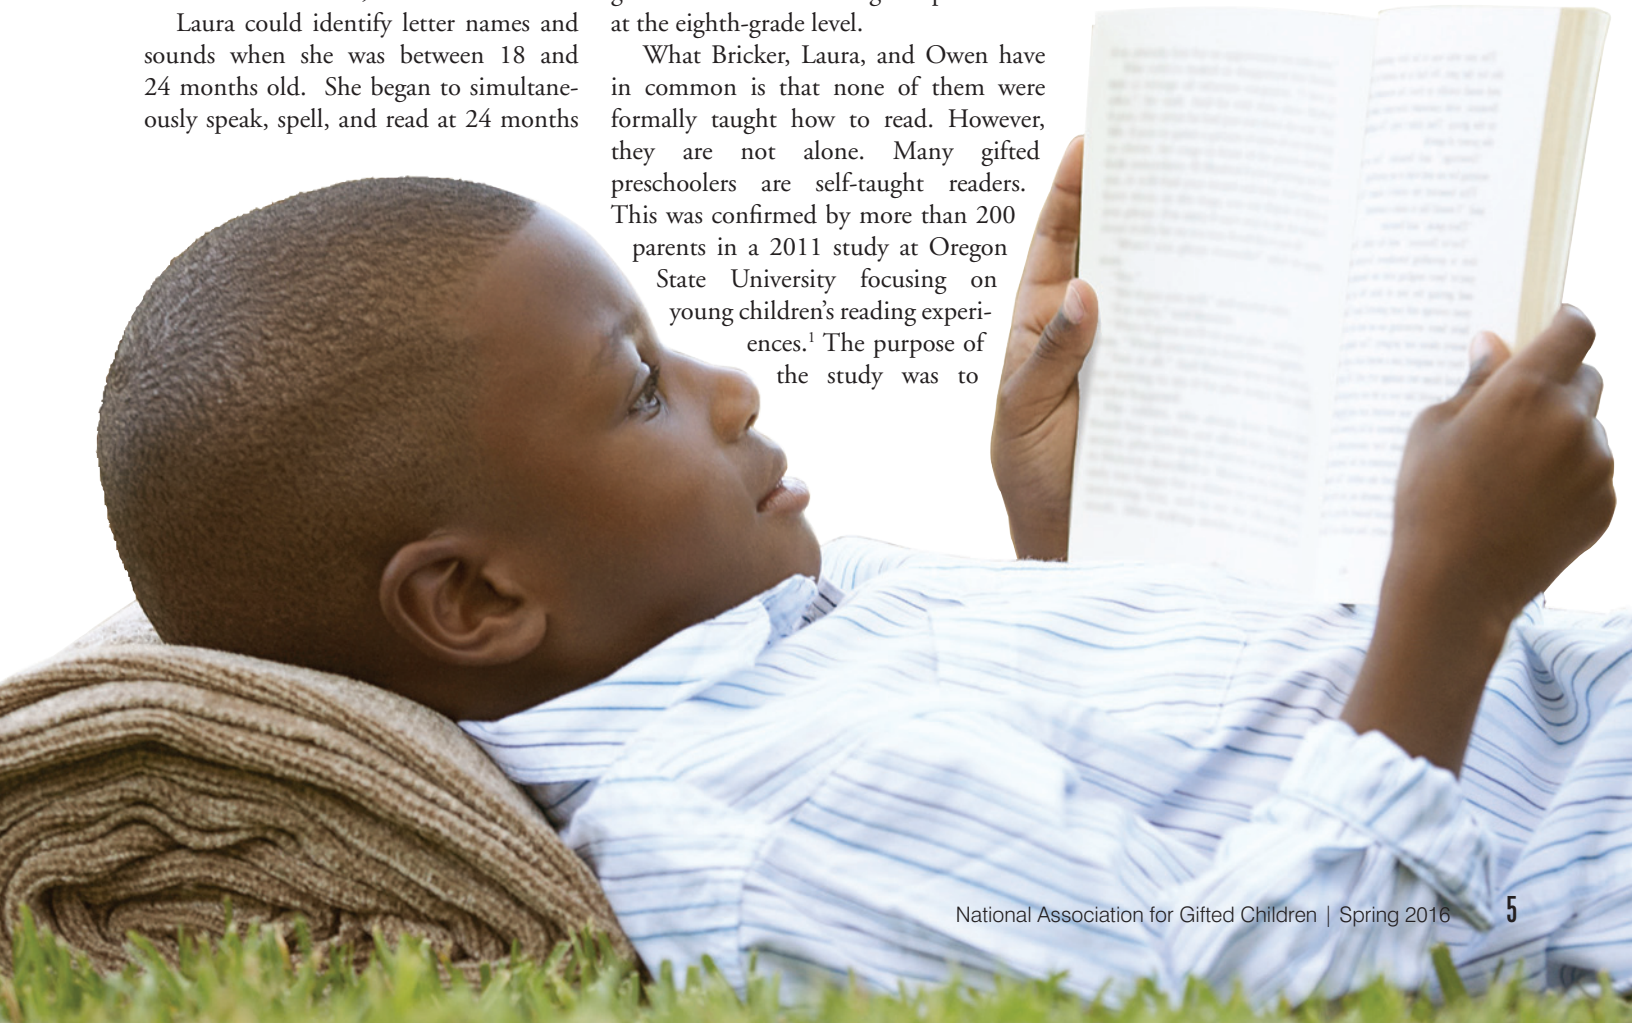 Laura could identify letter names and
sounds when she was between 18 and
24 months old. She began to simultane-
ously speak, spell, and read at 24 months
at the eighth-grade level.
What Bricker, Laura, and Owen have
in common is that none of them were
formally taught how to read. However,
they are not alone. Many gifted
preschoolers are self-taught readers.
This was confirmed by more than 200
parents in a 2011 study at Oregon
State University focusing on
young children’s reading experi-
ences.¹ The purpose of
the study was to
National Association for Gifted Children | Spring 2016 5